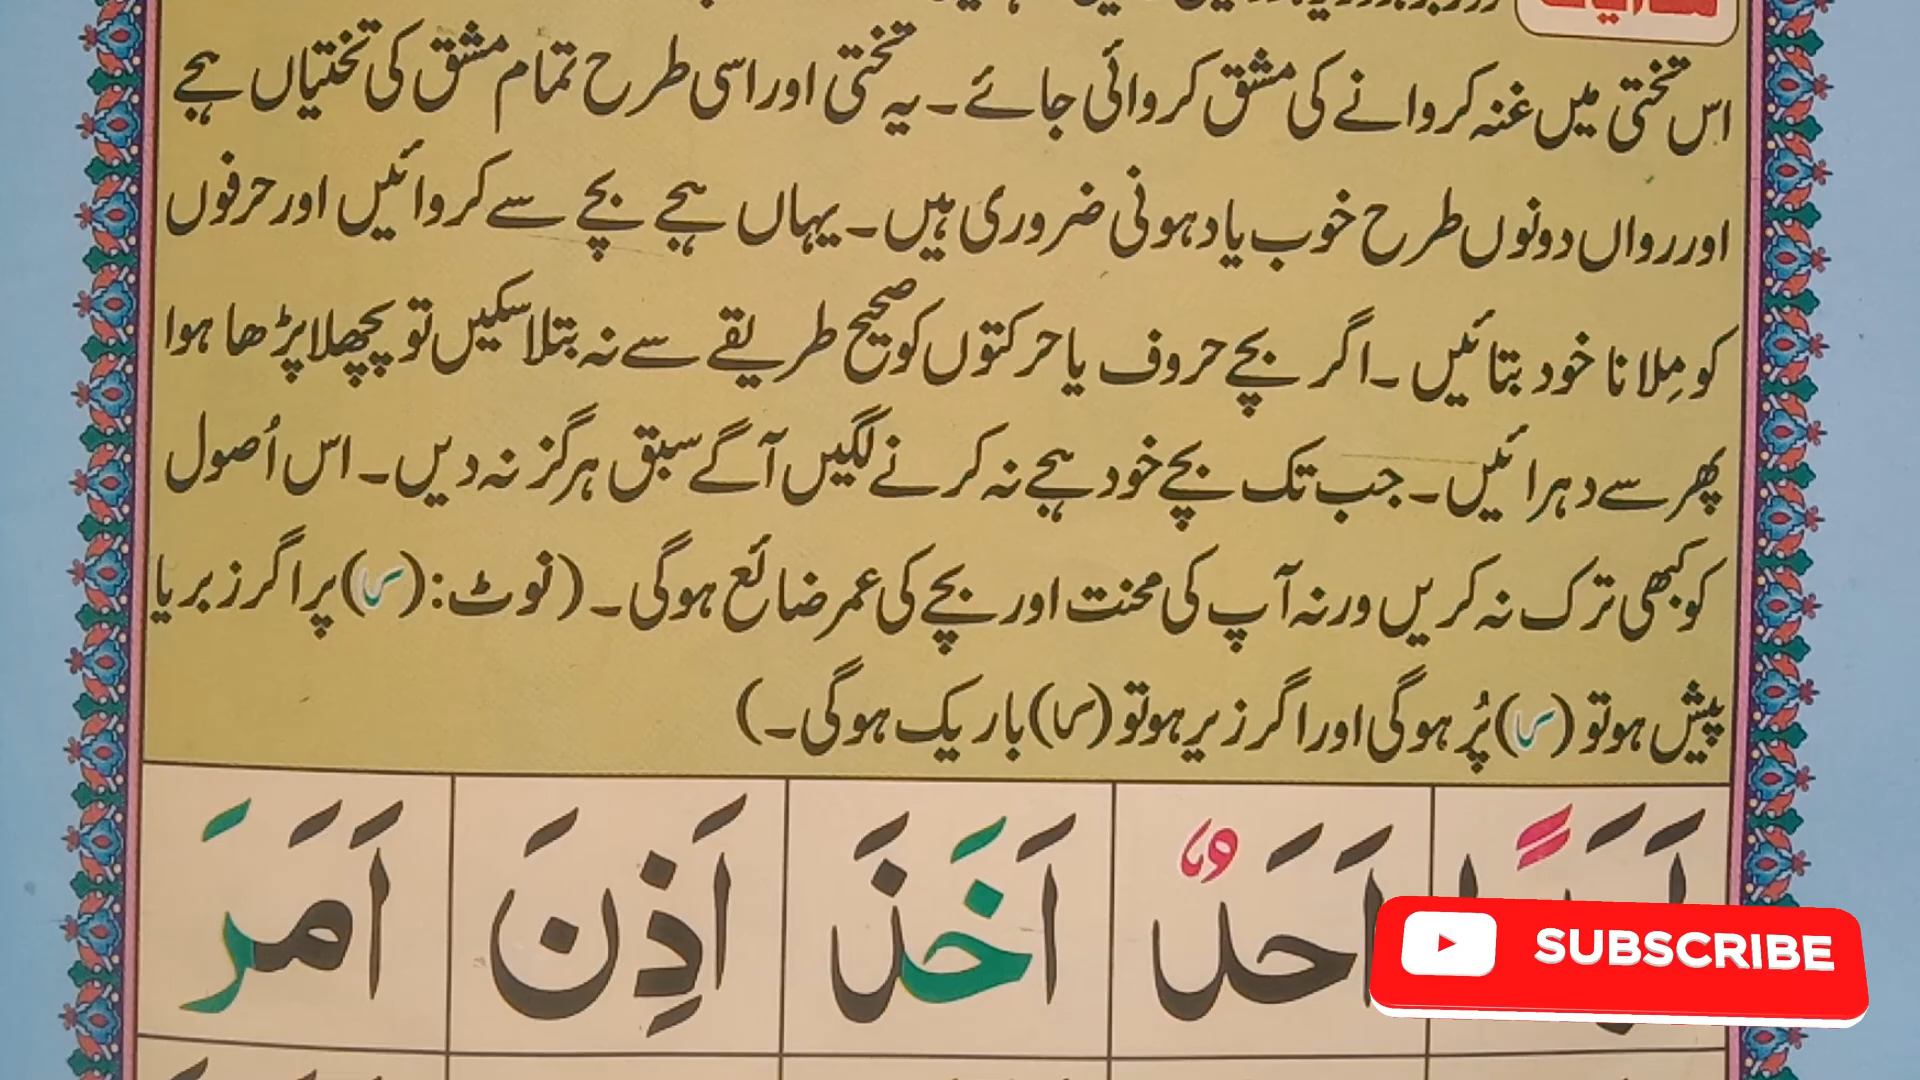 اس تختی میں غنہ کروانے کی مشق کروائی جائے۔ یہ تختی اور اسی طرح تمام مشق کی تختیاں ہجے
اور رواں دونوں طرح خوب یاد ہونی ضروری ہیں۔ یہاں ہجے بچے سے کروائیں اور حرفوں
کو مِلانا خود بتائیں۔ اگر بچے حروف یا حرکتوں کو صحیح طریقے سے نہ بتلاسکیں تو پچھلا پڑھا ہوا
پھر سے دہرائیں۔ جب تک بچے خود ہجے نہ کرنے لگیں آگے سبق ہرگز نہ دیں۔ اس اُصول
کو کبھی ترک نہ کریں ورنہ آپ کی محنت اور بچے کی عمر ضائع ہوگی۔ (نوٹ: (ر) پر اگر زبر یا
پیش ہو تو (ر) پُر ہوگی اور اگر زیر ہو تو (ر) باریک ہوگی۔)
اَحَدٌ اَخَذَ اَذِنَ اَمَرَ
SUBSCRIBE